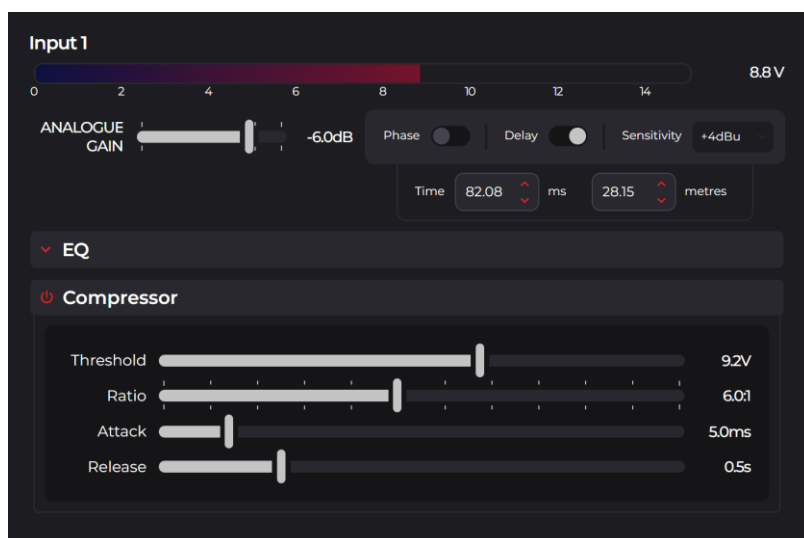 Input 1
8.8 V
0 2 4 6 8 10 12 14
ANALOGUE GAIN -6.0dB Phase Delay Sensitivity +4dBu
Time 82.08 ms 28.15 metres
EQ
Compressor
Threshold 9.2V
Ratio 6.0:1
Attack 5.0ms
Release 0.5s